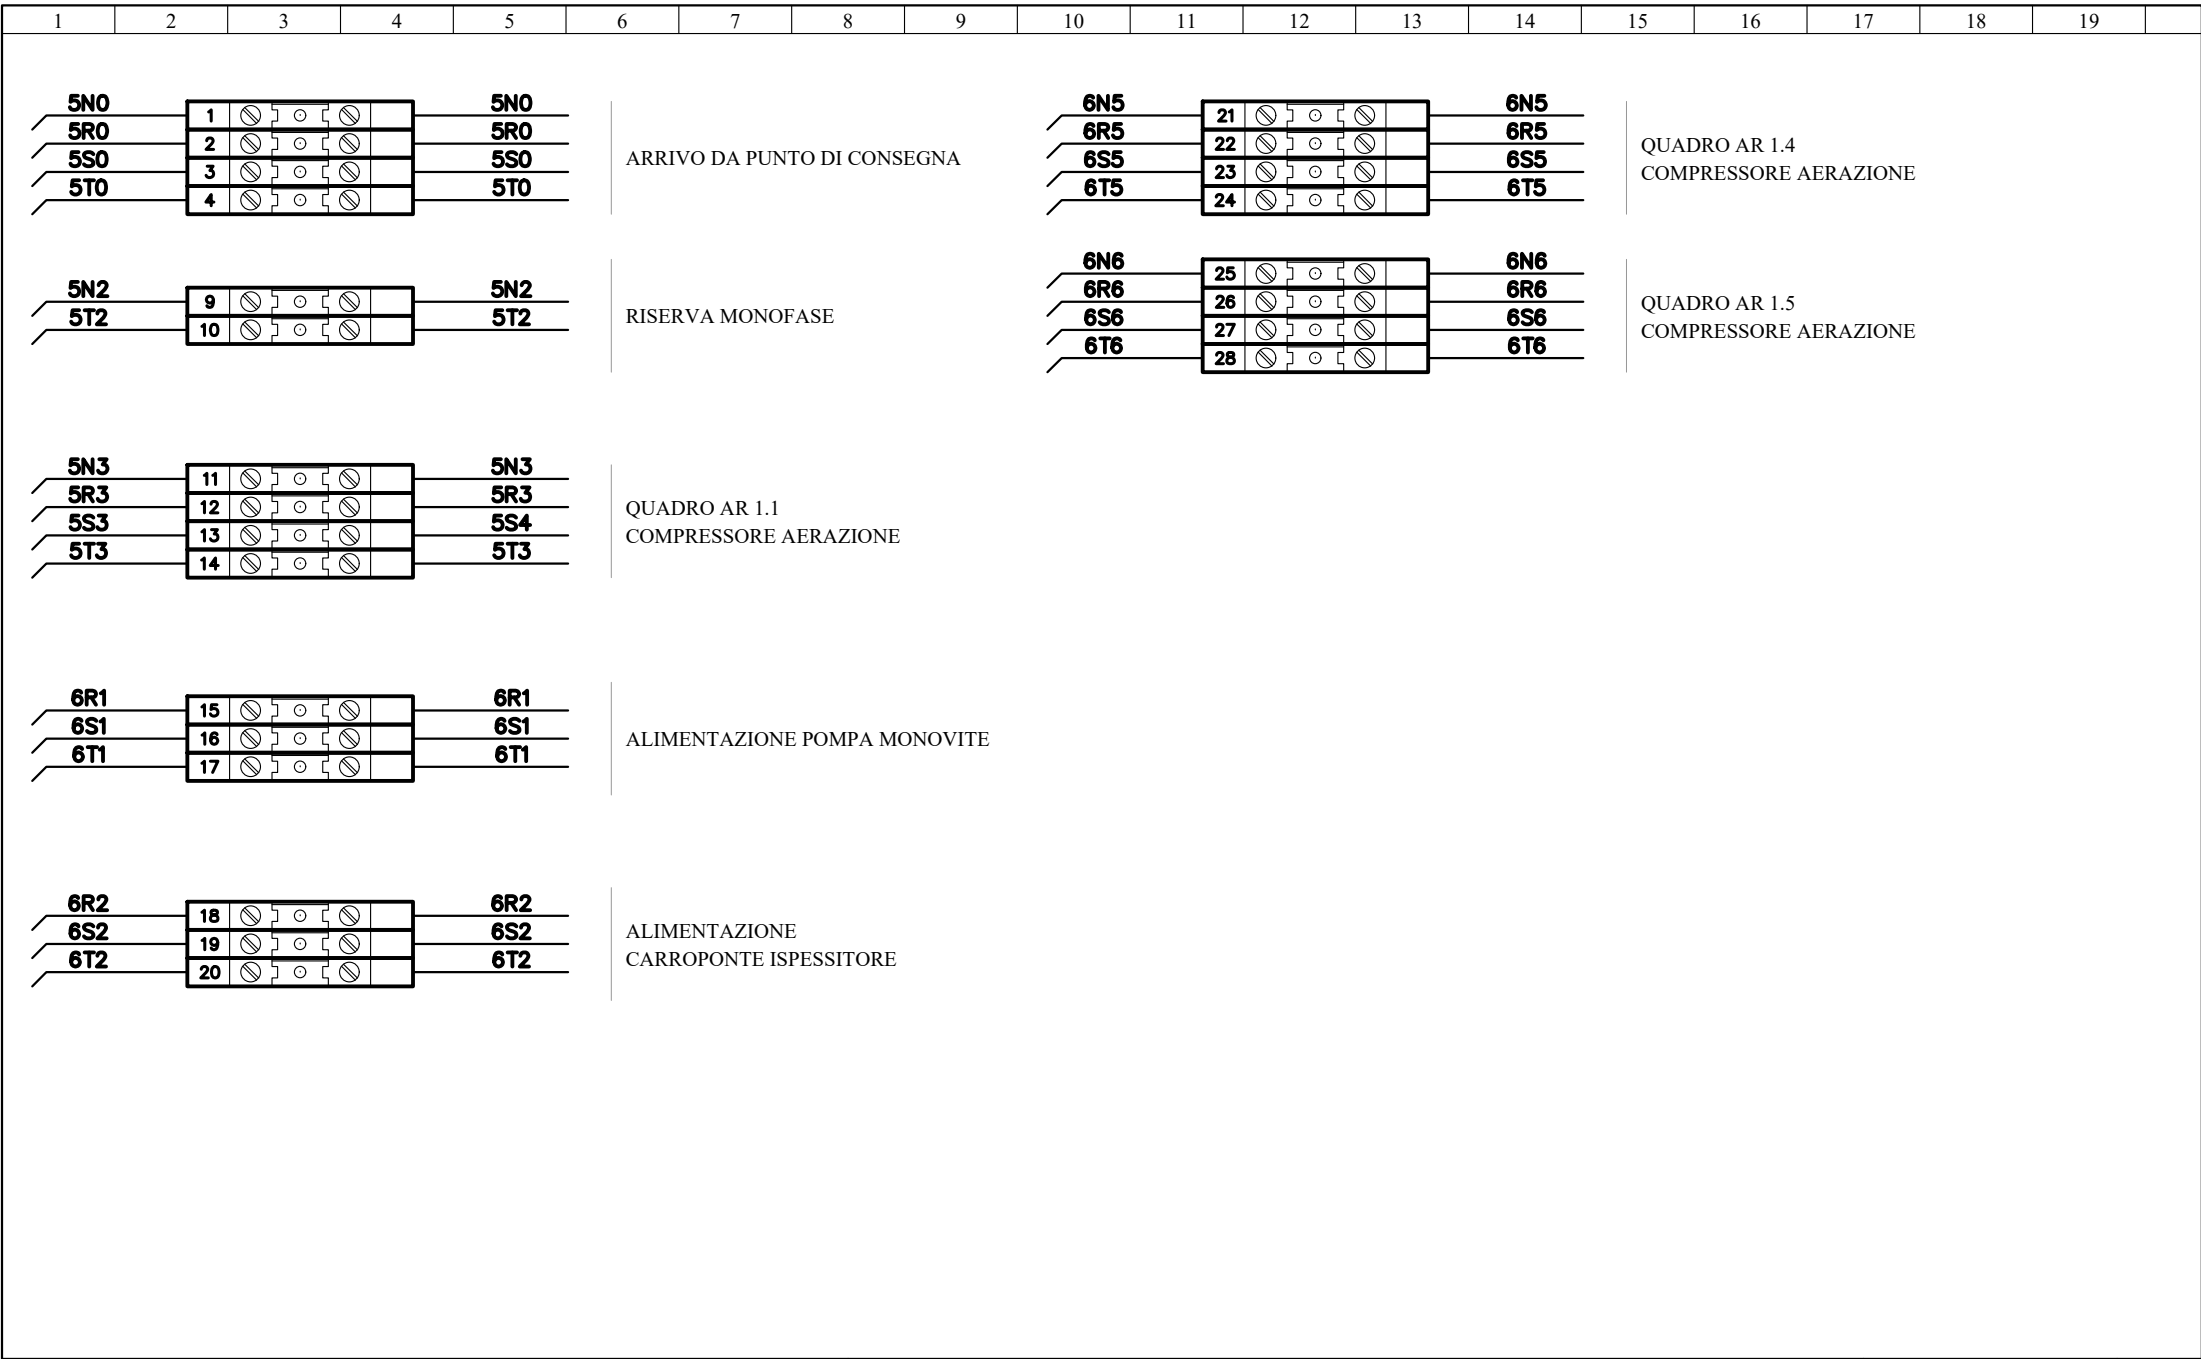 1 2 3 4 5 6 7 8 9 10 11 12 13 14 15 16 17 18 19
5N0 1 5N0
5R0 2 5R0
5S0 3 5S0
5T0 4 5T0
ARRIVO DA PUNTO DI CONSEGNA
5N2 9 5N2
5T2 10 5T2
RISERVA MONOFASE
5N3 11 5N3
5R3 12 5R3
5S3 13 5S4
5T3 14 5T3
QUADRO AR 1.1
COMPRESSORE AERAZIONE
6R1 15 6R1
6S1 16 6S1
6T1 17 6T1
ALIMENTAZIONE POMPA MONOVITE
6R2 18 6R2
6S2 19 6S2
6T2 20 6T2
ALIMENTAZIONE
CARROPONTE ISPESSITORE
6N5 21 6N5
6R5 22 6R5
6S5 23 6S5
6T5 24 6T5
QUADRO AR 1.4
COMPRESSORE AERAZIONE
6N6 25 6N6
6R6 26 6R6
6S6 27 6S6
6T6 28 6T6
QUADRO AR 1.5
COMPRESSORE AERAZIONE